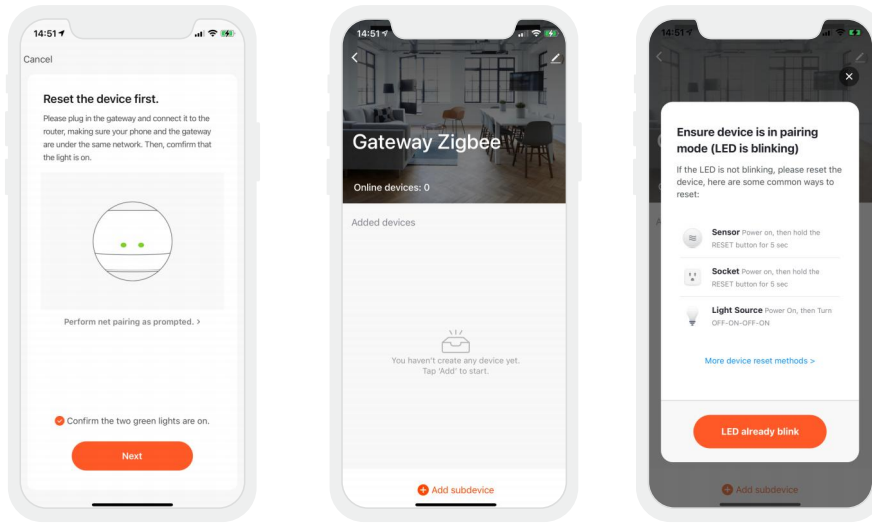 14:51
Cancel
Reset the device first.
Please plug in the gateway and connect it to the
router, making sure your phone and the gateway
are under the same network. Then, comfirm that
the light is on.
Perform net pairing as prompted. >
Confirm the two green lights are on.
Next
14:51
Gateway Zigbee
Online devices: 0
Added devices
You haven't create any device yet.
Tap 'Add' to start.
Add subdevice
14:51
Ensure device is in pairing
mode (LED is blinking)
If the LED is not blinking, please reset the
device, here are some common ways to
reset:
Sensor Power on, then hold the
RESET button for 5 sec
Socket Power on, then hold the
RESET button for 5 sec
Light Source Power On, then Turn
OFF-ON-OFF-ON
More device reset methods >
LED already blink
Add subdevice